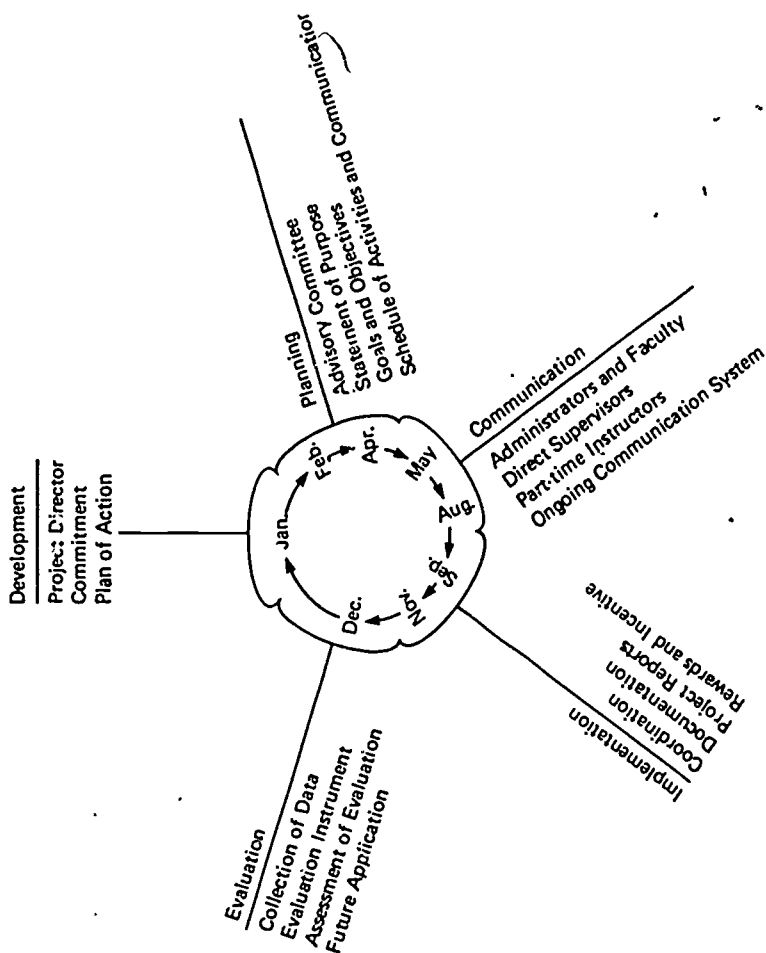 Development
Project Director
Commitment
Plan of Action
Planning
Advisory Committee
Statement of Purpose
Goals and Objectives
Schedule of Activities and Communication
Communication
Administrators and Faculty
Direct Supervisors
Part-time Instructors
Ongoing Communication System
Implementation
Coordination
Documentation
Project Reports
Rewards and Incentive
Evaluation
Collection of Data
Evaluation Instrument
Assessment of Evaluation
Future Application
Jan.
Feb.
Apr.
May
Aug.
Sep.
Nov.
Dec.